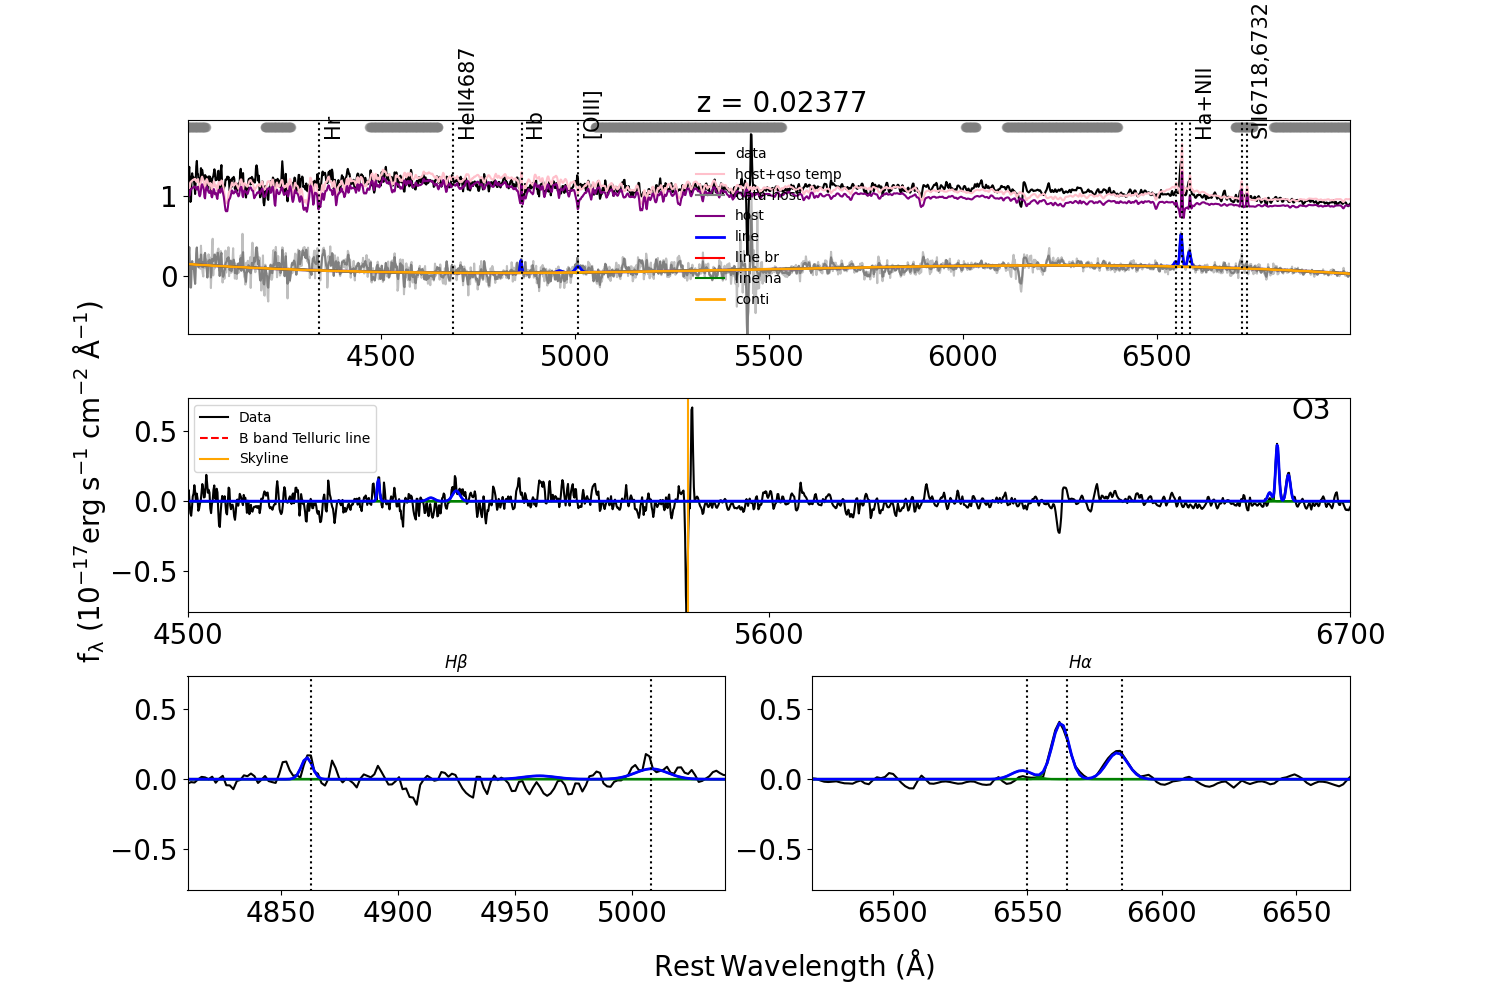 z = 0.02377
Hr
HeII4687
Hb
[OIII]
Ha+NII
SII6718,6732
data
host+qso temp
data-host
host
line
line br
line na
conti
1
0
4500 5000 5500 6000 6500
fλ (10⁻¹⁷erg s⁻¹ cm⁻² Å⁻¹)
O3
Data
B band Telluric line
Skyline
0.5
0.0
−0.5
4500 5600 6700
Hβ
0.5
0.0
−0.5
4850 4900 4950 5000
Hα
0.5
0.0
−0.5
6500 6550 6600 6650
Rest Wavelength (Å)